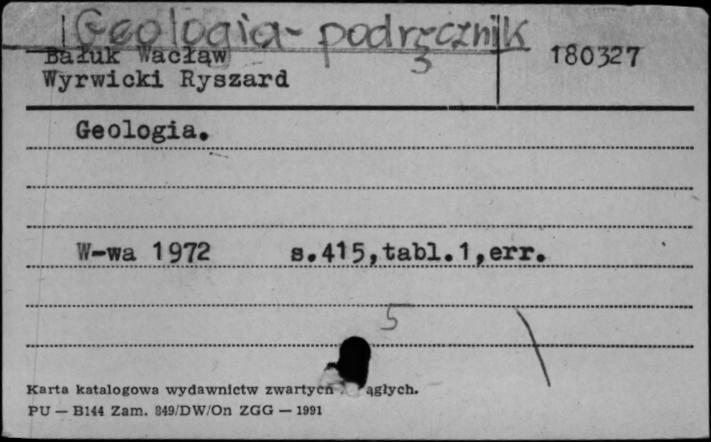 Geologia - podręcznik
Bałuk Wacław 180327
Wyrwicki Ryszard
Geologia.
W-wa 1972 s.415,tabl.1,err.
5
Karta katalogowa wydawnictw zwartych ągłych.
PU — B144 Zam. 849/DW/On ZGG — 1991